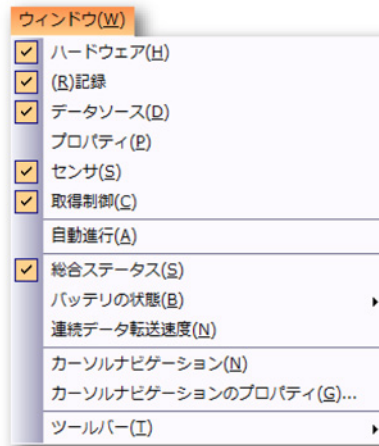 ウィンドウ(W)
ハードウェア(H)
(R)記録
データソース(D)
プロパティ(P)
センサ(S)
取得制御(C)
自動進行(A)
総合ステータス(S)
バッテリの状態(B)
連続データ転送速度(N)
カーソルナビゲーション(N)
カーソルナビゲーションのプロパティ(G)...
ツールバー(T)